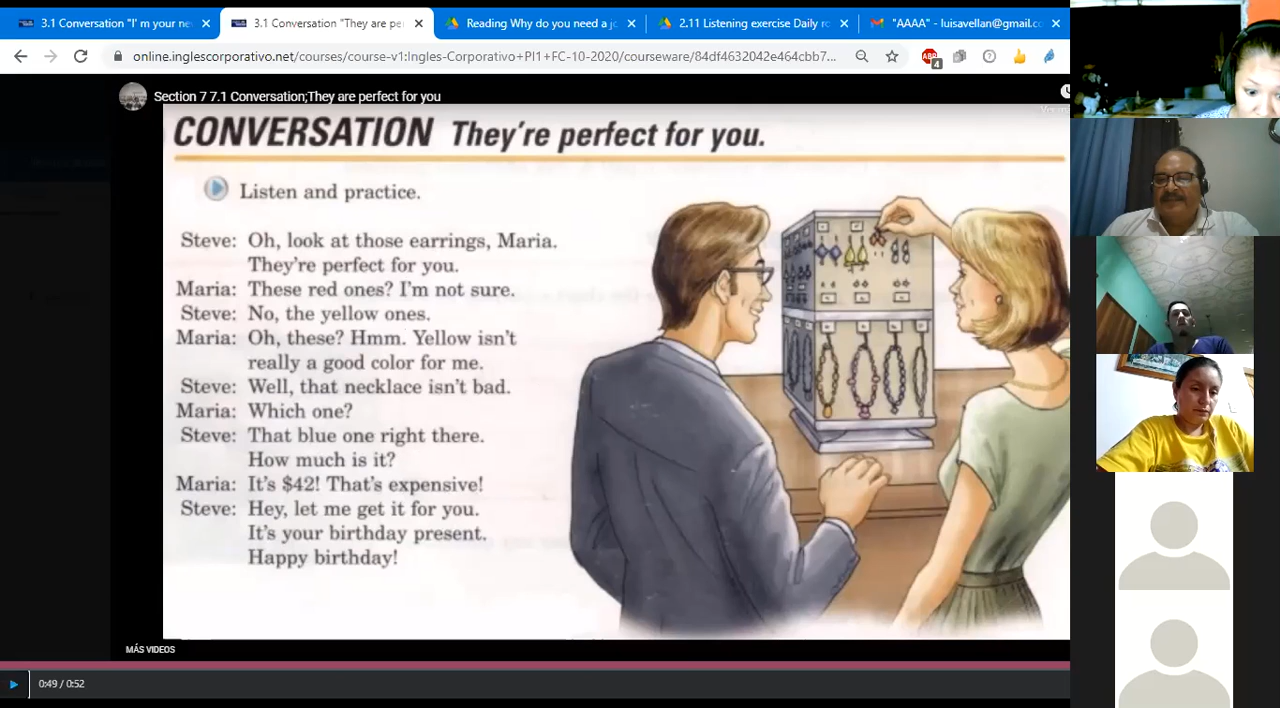 3.1 Conversation "I' m your ne
3.1 Conversation "They are pe
Reading Why do you need a jo
2.11 Listening exercise Daily ro
"AAAA" - luisavellan@gmail.c
online.inglescorporativo.net/courses/course-v1:Ingles-Corporativo+PI1+FC-10-2020/courseware/84df4632042e464cbb7...
ABP
4
Section 7 7.1 Conversation;They are perfect for you
CONVERSATION They're perfect for you.
Listen and practice.
Steve: Oh, look at those earrings, Maria.
They're perfect for you.
Maria: These red ones? I'm not sure.
Steve: No, the yellow ones.
Maria: Oh, these? Hmm. Yellow isn't
really a good color for me.
Steve: Well, that necklace isn't bad.
Maria: Which one?
Steve: That blue one right there.
How much is it?
Maria: It's $42! That's expensive!
Steve: Hey, let me get it for you.
It's your birthday present.
Happy birthday!
MÁS VIDEOS
0:49 / 0:52